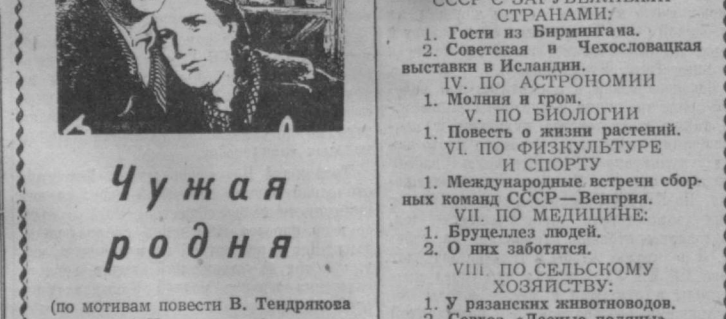 Чужая
родня
(по мотивам повести В. Тендрякова
СССР С ЗАРУБЕЖНЫМИ
СТРАНАМИ:
1. Гости из Бирмингама.
2. Советская и Чехословацкая
выставки в Исландии.
IV. ПО АСТРОНОМИИ
1. Молния и гром.
V. ПО БИОЛОГИИ
1. Повесть о жизни растений.
VI. ПО ФИЗКУЛЬТУРЕ
И СПОРТУ
1. Международные встречи сбор-
ных команд СССР—Венгрия.
VII. ПО МЕДИЦИНЕ:
1. Бруцеллез людей.
2. О них заботятся.
VIII. ПО СЕЛЬСКОМУ
ХОЗЯЙСТВУ:
1. У рязанских животноводов.